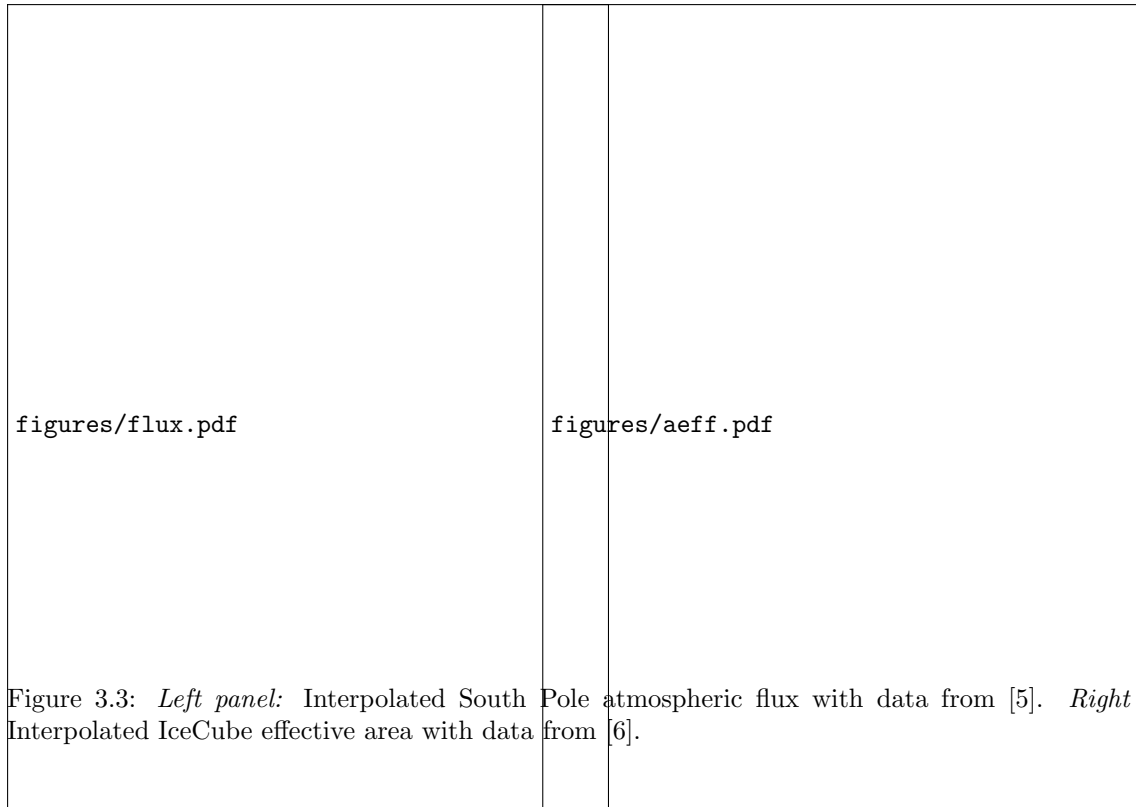 figures/flux.pdf
figures/aeff.pdf
Figure 3.3: Left panel: Interpolated South Pole atmospheric flux with data from [5]. Right
Interpolated IceCube effective area with data from [6].